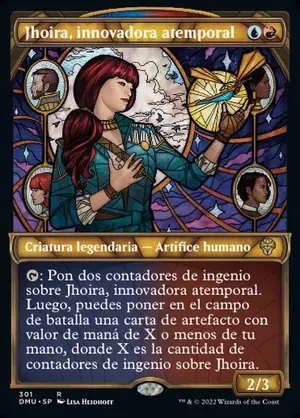 Jhoira, innovadora atemporal
Criatura legendaria — Artífice humano
: Pon dos contadores de ingenio
sobre Jhoira, innovadora atemporal.
Luego, puedes poner en el campo
de batalla una carta de artefacto con
valor de maná de X o menos de tu
mano, donde X es la cantidad de
contadores de ingenio sobre Jhoira.
2/3
301 R
DMU • SP Lisa Heidhoff
™ & © 2022 Wizards of the Coast